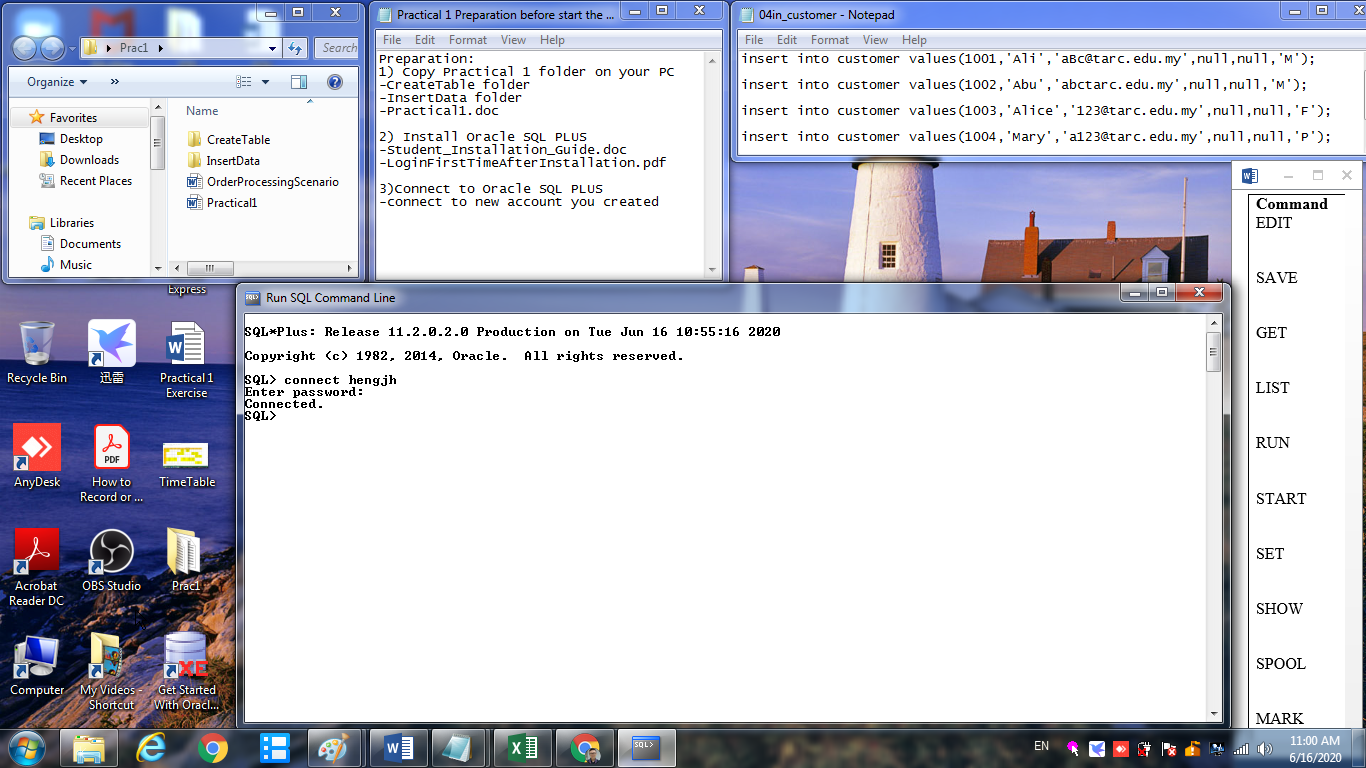 Prac1
Search
Organize
»
Name
Favorites
Desktop
Downloads
Recent Places
Libraries
Documents
Music
CreateTable
InsertData
OrderProcessingScenario
Practical1
Practical 1 Preparation before start the ...
File Edit Format View Help
Preparation:
1) Copy Practical 1 folder on your PC
-CreateTable folder
-InsertData folder
-Practical1.doc
2) Install Oracle SQL PLUS
-Student_Installation_Guide.doc
-LoginFirstTimeAfterInstallation.pdf
3)Connect to Oracle SQL PLUS
-connect to new account you created
04in_customer - Notepad
File Edit Format View Help
insert into customer values(1001,'Ali','aBc@tarc.edu.my',null,null,'M');
insert into customer values(1002,'Abu','abctarc.edu.my',null,null,'M');
insert into customer values(1003,'Alice','123@tarc.edu.my',null,null,'F');
insert into customer values(1004,'Mary','a123@tarc.edu.my',null,null,'P');
Command
EDIT
SAVE
GET
LIST
RUN
START
SET
SHOW
SPOOL
MARK
Run SQL Command Line
SQL*Plus: Release 11.2.0.2.0 Production on Tue Jun 16 10:55:16 2020
Copyright (c) 1982, 2014, Oracle.  All rights reserved.
SQL> connect hengjh
Enter password:
Connected.
SQL>
Express
Recycle Bin
迅雷
Practical 1
Exercise
AnyDesk
PDF
How to
Record or ...
TimeTable
Acrobat
Reader DC
OBS Studio
Prac1
Computer
My Videos -
Shortcut
XE
Get Started
With Oracl...
SQL>
EN
11:00 AM
6/16/2020